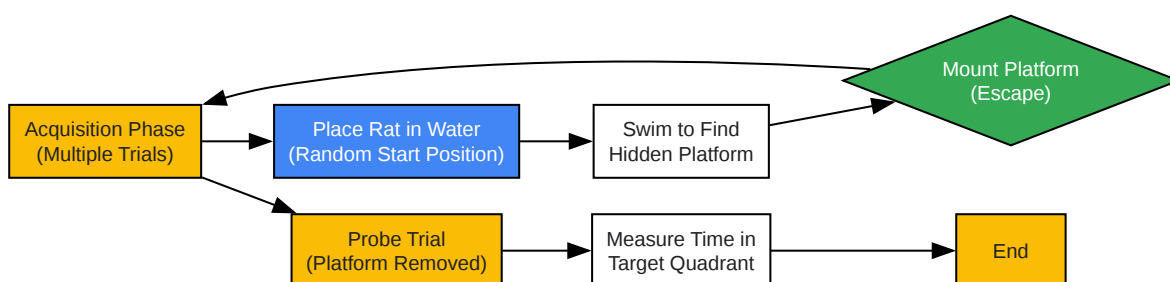 Mount Platform
(Escape)
Acquisition Phase
(Multiple Trials)
Place Rat in Water
(Random Start Position)
Swim to Find
Hidden Platform
Probe Trial
(Platform Removed)
Measure Time in
Target Quadrant
End